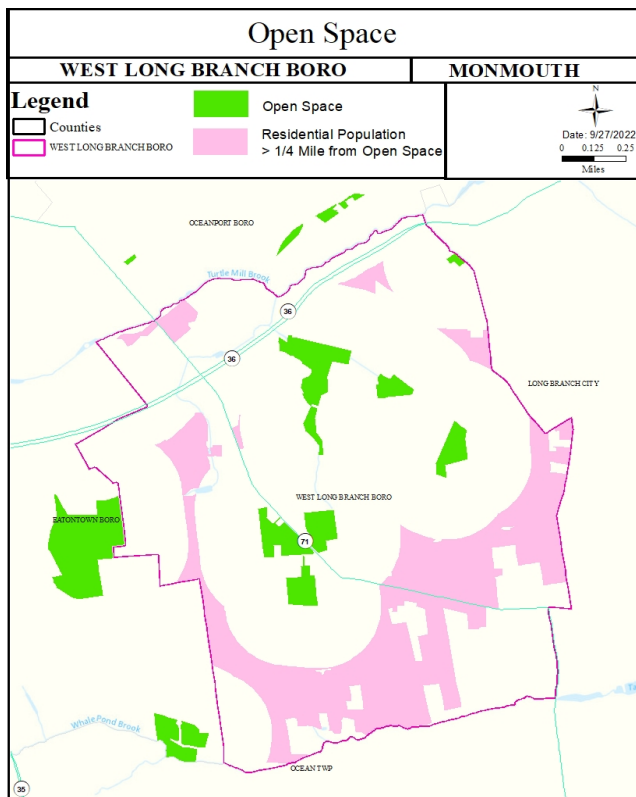 Open Space
WEST LONG BRANCH BORO
MONMOUTH
Legend
Counties
WEST LONG BRANCH BORO
Open Space
Residential Population
> 1/4 Mile from Open Space
N
Date: 9/27/2022
0 0.125 0.25
Miles
OCEANPORT BORO
Turtle Mill Brook
36
36
LONG BRANCH CITY
WEST LONG BRANCH BORO
EATONTOWN BORO
71
Whale Pond Brook
OCEAN TWP
35